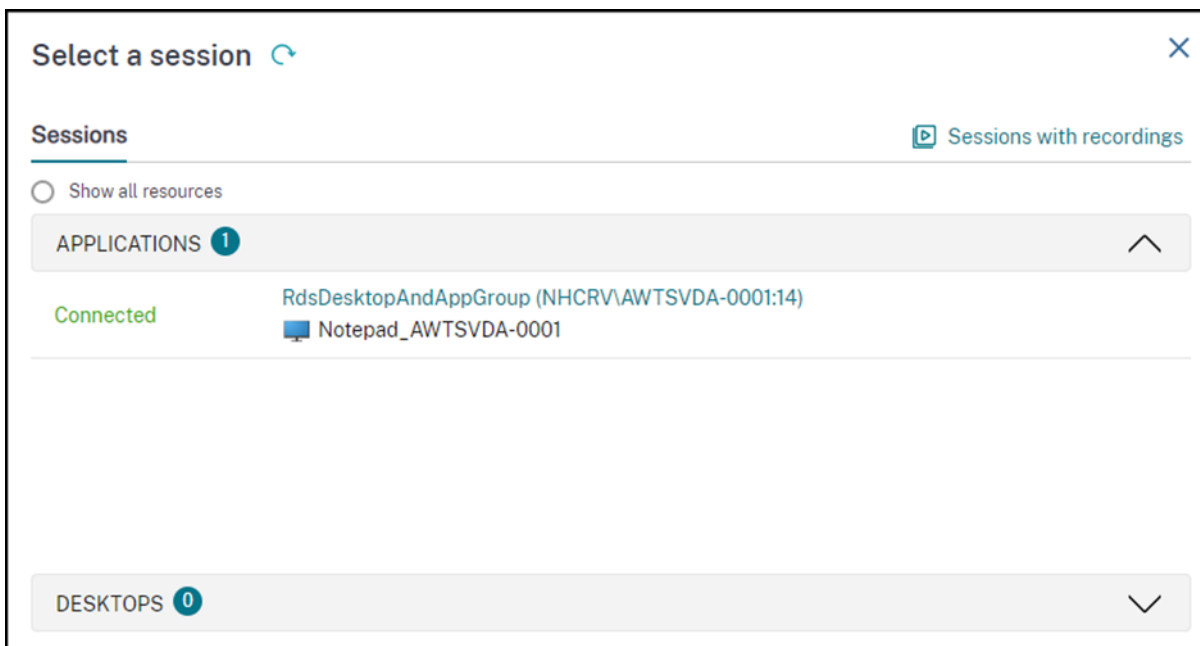 Select a session
Sessions
Sessions with recordings
Show all resources
APPLICATIONS 1
Connected
RdsDesktopAndAppGroup (NHCRV\AWTSVDA-0001:14)
Notepad_AWTSVDA-0001
DESKTOPS 0